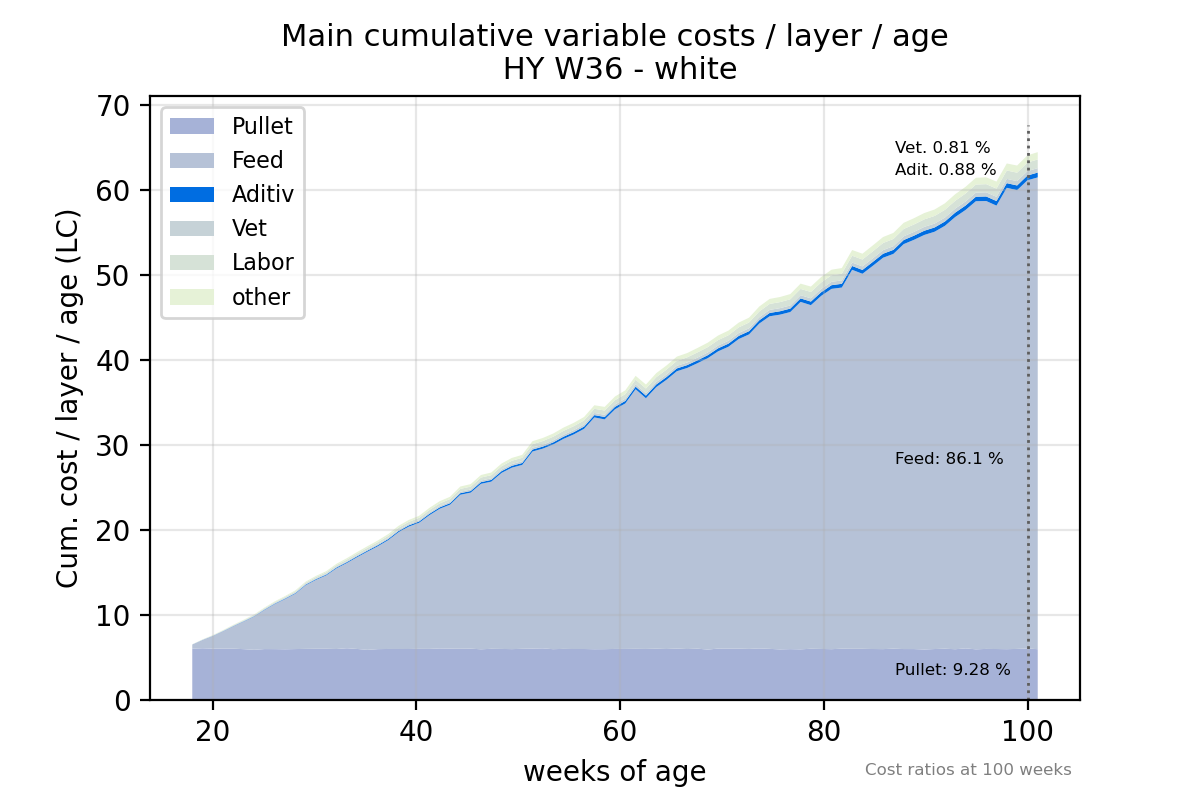 Main cumulative variable costs / layer / age
HY W36 - white
Cum. cost / layer / age (LC)
70
60
50
40
30
20
10
0
Pullet
Feed
Aditiv
Vet
Labor
other
Vet. 0.81 %
Adit. 0.88 %
Feed: 86.1 %
Pullet: 9.28 %
20
40
60
80
100
weeks of age
Cost ratios at 100 weeks